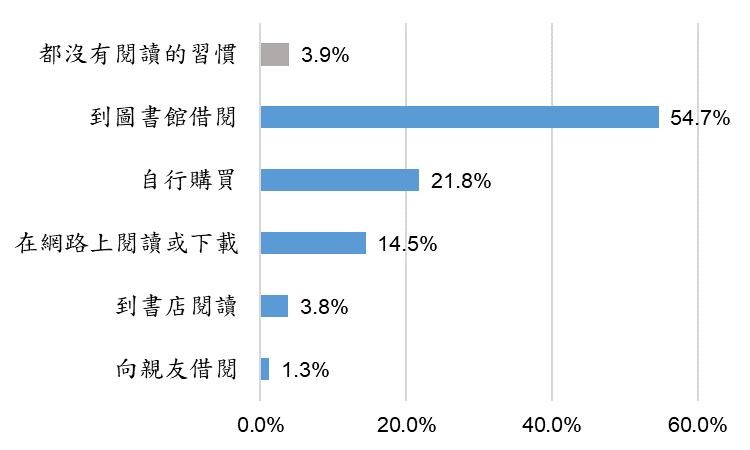 都沒有閱讀的習慣 3.9%
到圖書館借閱 54.7%
自行購買 21.8%
在網路上閱讀或下載 14.5%
到書店閱讀 3.8%
向親友借閱 1.3%
0.0% 20.0% 40.0% 60.0%